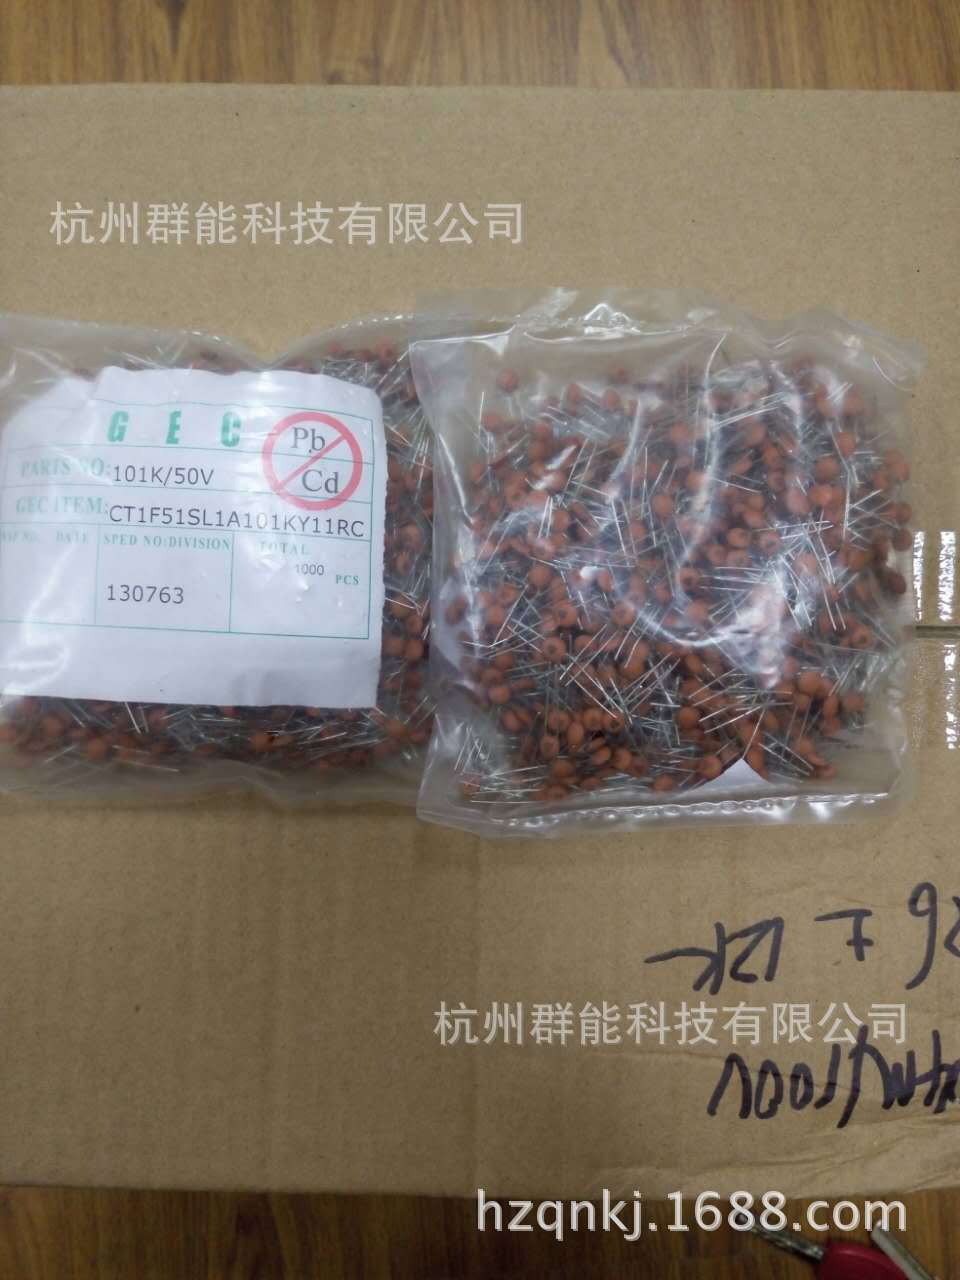 杭州群能科技有限公司
G E C
Pb
Cd
PARTS NO: 101K/50V
GEC ITEM: CT1F51SL1A101KY11RC
DATE SPED NO: DIVISION TOTAL
130763 1000 PCS
杭州群能科技有限公司
hzqnkj.1688.com